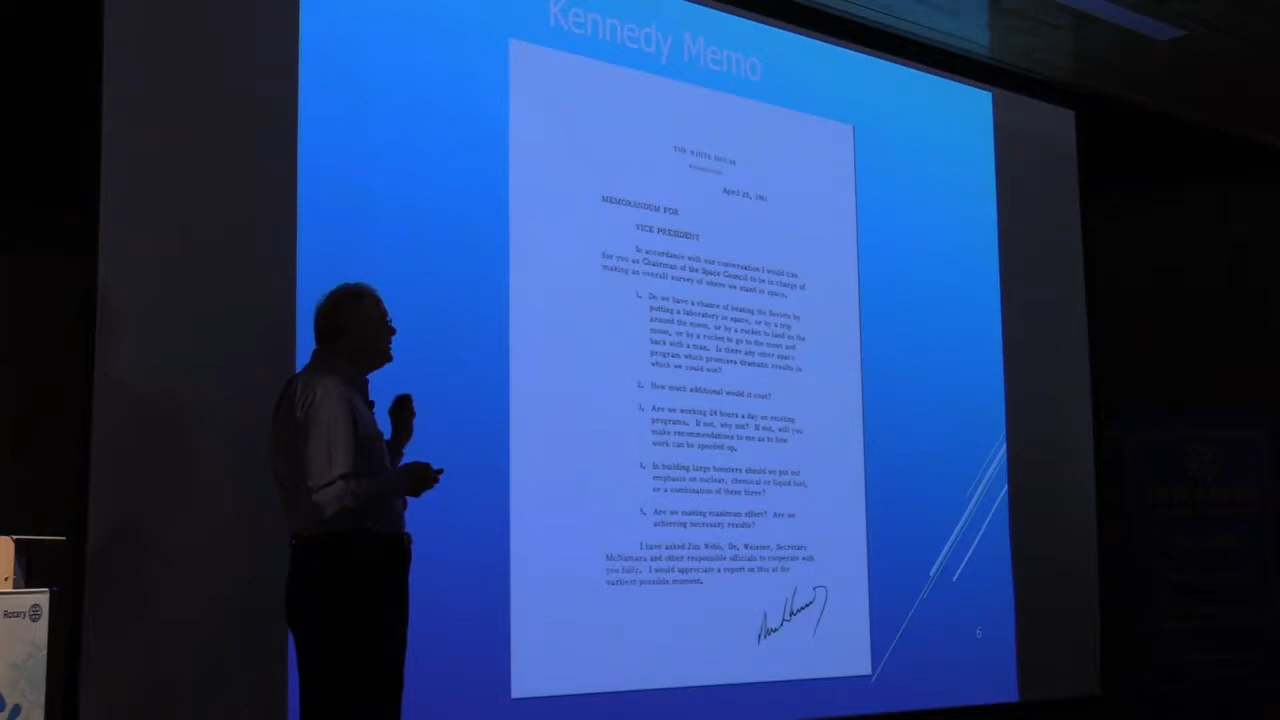 Kennedy Memo
THE WHITE HOUSE
WASHINGTON
April 20, 1961
MEMORANDUM FOR
VICE PRESIDENT
In accordance with our conversation I would like
for you as Chairman of the Space Council to be in charge of
making an overall survey of where we stand in space.
1. Do we have a chance of beating the Soviets by
putting a laboratory in space, or by a trip
around the moon, or by a rocket to land on the
moon, or by a rocket to go to the moon and
back with a man. Is there any other space
program which promises dramatic results in
which we could win?
2. How much additional would it cost?
3. Are we working 24 hours a day on existing
programs. If not, why not? If not, will you
make recommendations to me as to how
work can be speeded up.
4. In building large boosters should we put out
emphasis on nuclear, chemical or liquid fuel,
or a combination of these three?
5. Are we making maximum effort? Are we
achieving necessary results?
I have asked Jim Webb, Dr. Weisner, Secretary
McNamara and other responsible officials to cooperate with
you fully. I would appreciate a report on this at the
earliest possible moment.
6
Rotary